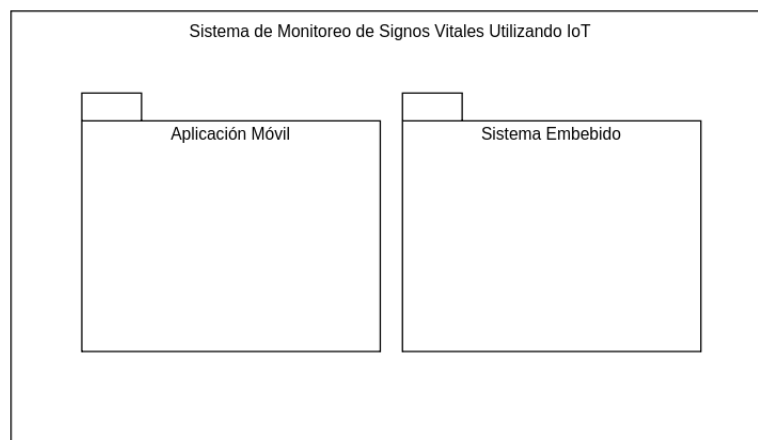 Sistema de Monitoreo de Signos Vitales Utilizando IoT
Aplicación Móvil
Sistema Embebido